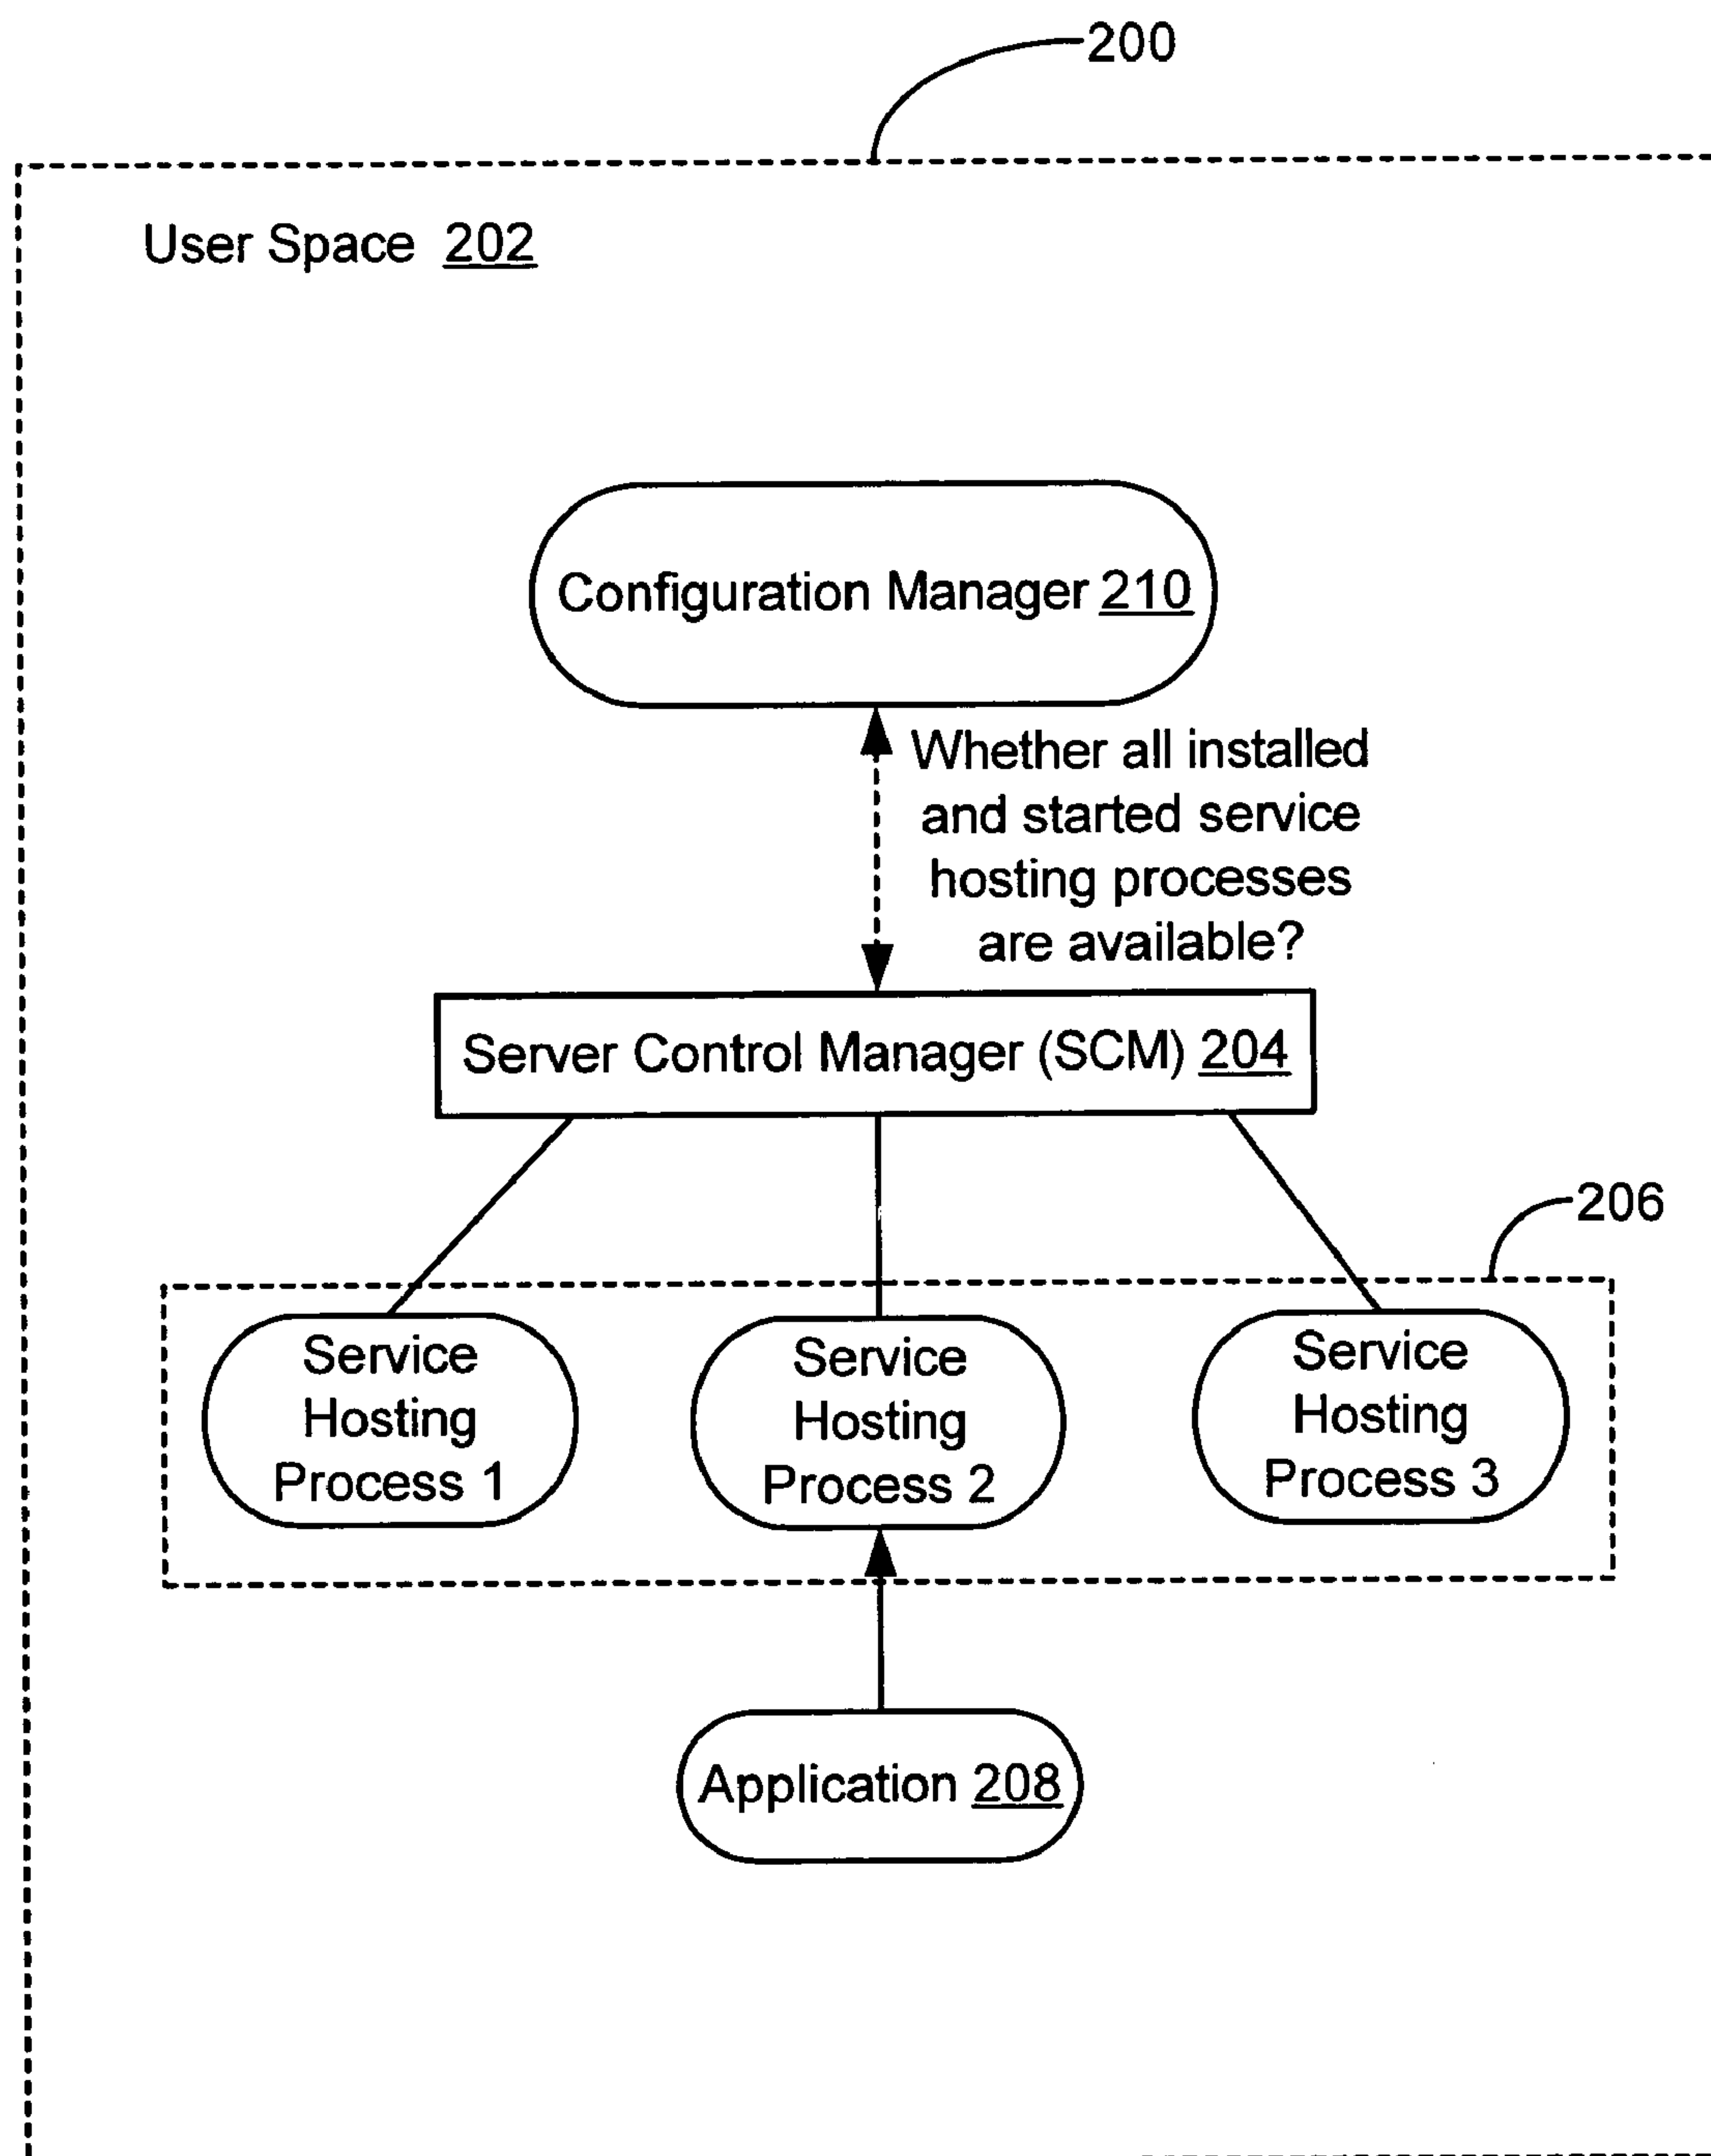 200
User Space 202
Configuration Manager 210
Whether all installed
and started service
hosting processes
are available?
Server Control Manager (SCM) 204
206
Service
Hosting
Process 1
Service
Hosting
Process 2
Service
Hosting
Process 3
Application 208